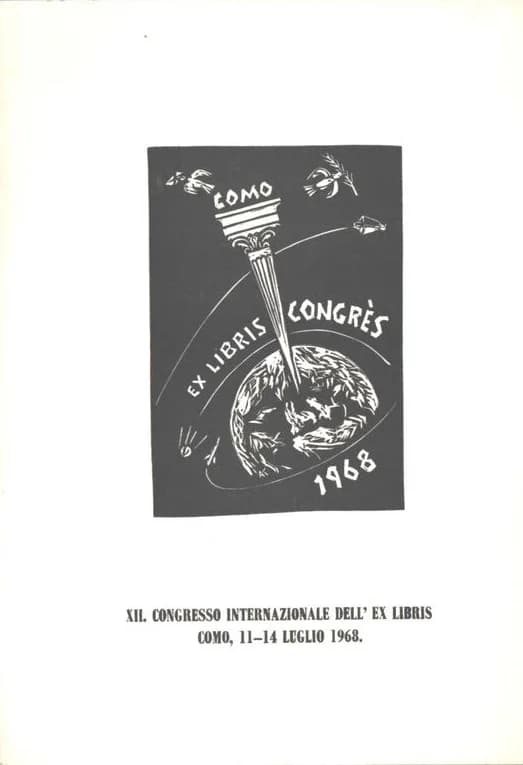 COMO
EX LIBRIS CONGRÈS
1968
XII. CONGRESSO INTERNAZIONALE DELL' EX LIBRIS
COMO, 11–14 LUGLIO 1968.